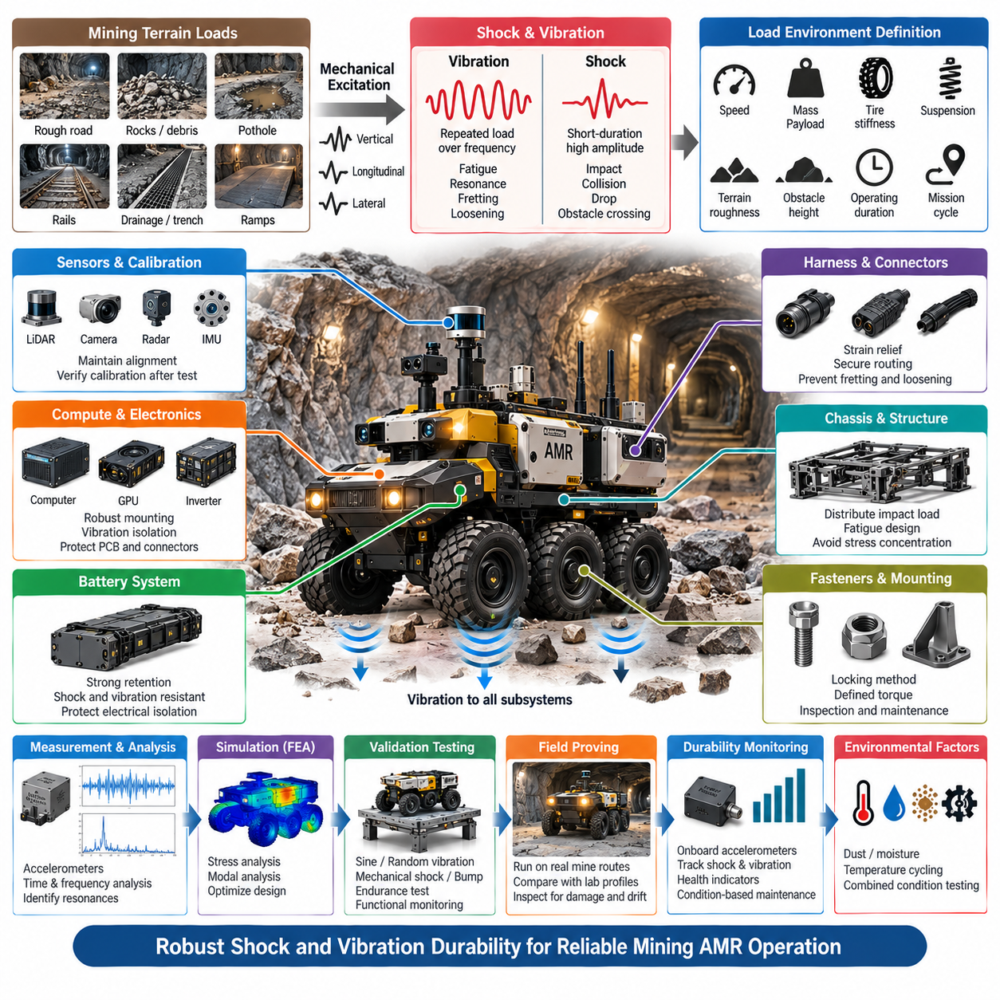 Mining Terrain Loads
Rough road
Rocks / debris
Pothole
Rails
Drainage / trench
Ramps
Mechanical
Excitation
Vertical
Longitudinal
Lateral
Shock & Vibration
Vibration
Repeated load
over frequency
Fatigue
Resonance
Fretting
Loosening
Shock
Short-duration
high amplitude
Impact
Collision
Drop
Obstacle crossing
Load Environment Definition
Speed
Mass
Payload
Tire
stiffness
Suspension
Terrain
roughness
Obstacle
height
Operating
duration
Mission
cycle
Sensors & Calibration
LiDAR
Camera
Radar
IMU
Maintain alignment
Verify calibration after test
Compute & Electronics
Computer
GPU
Inverter
Robust mounting
Vibration isolation
Protect PCB and connectors
Battery System
Strong retention
Shock and vibration resistant
Protect electrical isolation
AMR
Vibration to all subsystems
Harness & Connectors
Strain relief
Secure routing
Prevent fretting and loosening
Chassis & Structure
Distribute impact load
Fatigue design
Avoid stress concentration
Fasteners & Mounting
Locking method
Defined torque
Inspection and maintenance
Measurement & Analysis
Accelerometers
Time & frequency analysis
Identify resonances
Simulation (FEA)
Stress analysis
Modal analysis
Optimize design
Validation Testing
Sine / Random vibration
Mechanical shock / Bump
Endurance test
Functional monitoring
Field Proving
Run on real mine routes
Compare with lab profiles
Inspect for damage and drift
Durability Monitoring
Onboard accelerometers
Track shock & vibration
Health indicators
Condition-based maintenance
Environmental Factors
Dust / moisture
Temperature cycling
Combined condition testing
Robust Shock and Vibration Durability for Reliable Mining AMR Operation